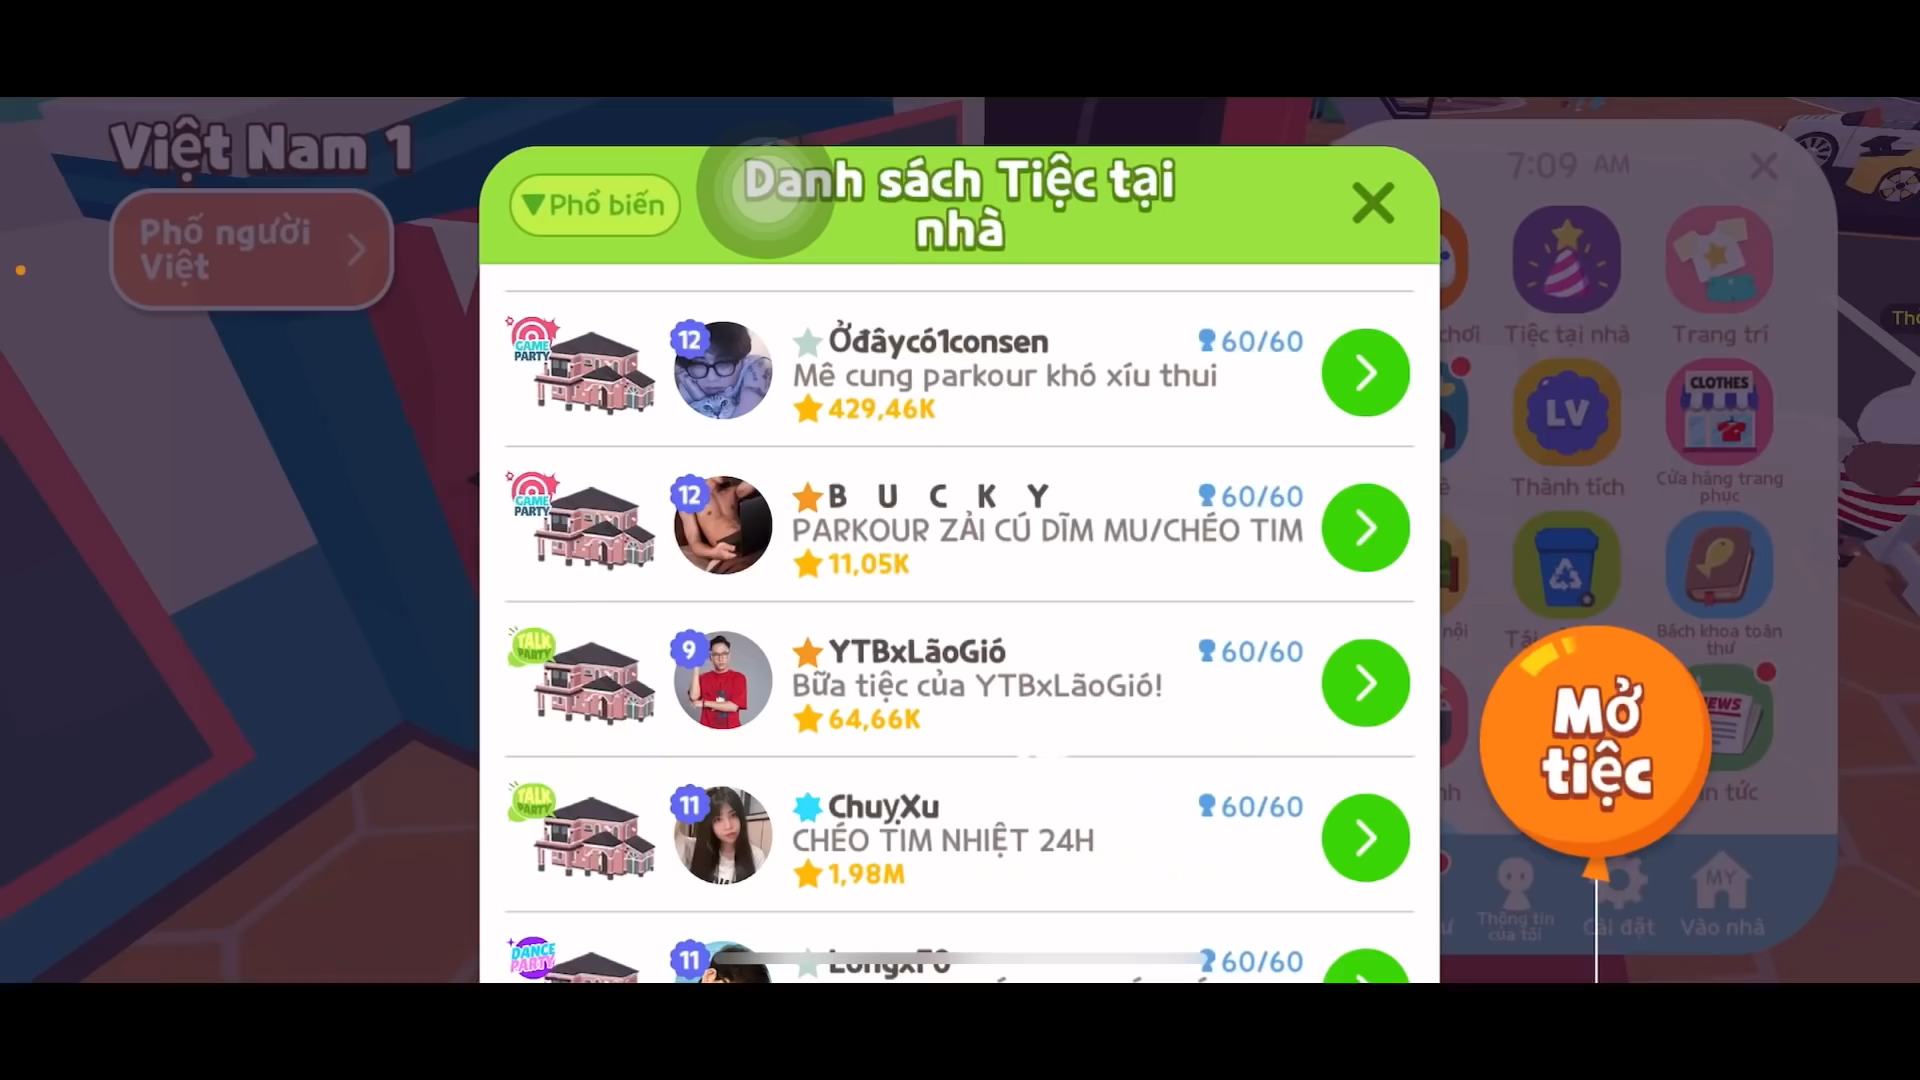 Việt Nam 1
Phố người
Việt
▼Phổ biến
Danh sách Tiệc tại
nhà
7:09 AM
Tiệc tại nhà
Trang trí
GAME
PARTY
12
Ởđâycó1consen
60/60
Mê cung parkour khó xíu thui
429,46K
LV
CLOTHES
Thành tích
Cửa hàng trang
phục
GAME
PARTY
12
B U C K Y
60/60
PARKOUR ZẢI CÚ DĨM MU/CHÉO TIM
11,05K
TALK
PARTY
9
YTBxLãoGió
60/60
Bữa tiệc của YTBxLãoGió!
64,66K
Bách khoa toàn
thư
Mở
tiệc
TALK
PARTY
11
ChuyXu
60/60
CHÉO TIM NHIỆT 24H
1,98M
MY
Thông tin
của tôi
Cài đặt
Vào nhà
DANCE
PARTY
11
60/60